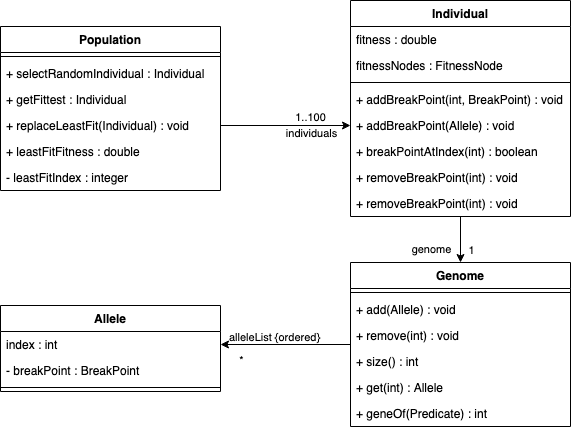 Population
+ selectRandomIndividual : Individual
+ getFittest : Individual
+ replaceLeastFit(Individual) : void
+ leastFitFitness : double
- leastFitIndex : integer
1..100
individuals
Individual
fitness : double
fitnessNodes : FitnessNode
+ addBreakPoint(int, BreakPoint) : void
+ addBreakPoint(Allele) : void
+ breakPointAtIndex(int) : boolean
+ removeBreakPoint(int) : void
+ removeBreakPoint(int) : void
genome 1
Genome
+ add(Allele) : void
+ remove(int) : void
+ size() : int
+ get(int) : Allele
+ geneOf(Predicate) : int
alleleList {ordered}
*
Allele
index : int
- breakPoint : BreakPoint